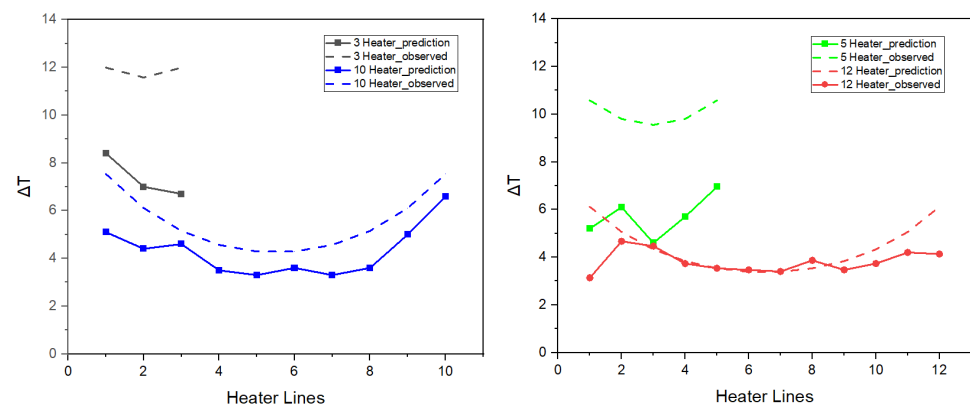 14
12
10
8
6
4
2
0
ΔT
3 Heater_prediction
3 Heater_observed
10 Heater_prediction
10 Heater_observed
0 2 4 6 8 10
Heater Lines
14
12
10
8
6
4
2
0
ΔT
5 Heater_prediction
5 Heater_observed
12 Heater_prediction
12 Heater_observed
0 2 4 6 8 10 12
Heater Lines